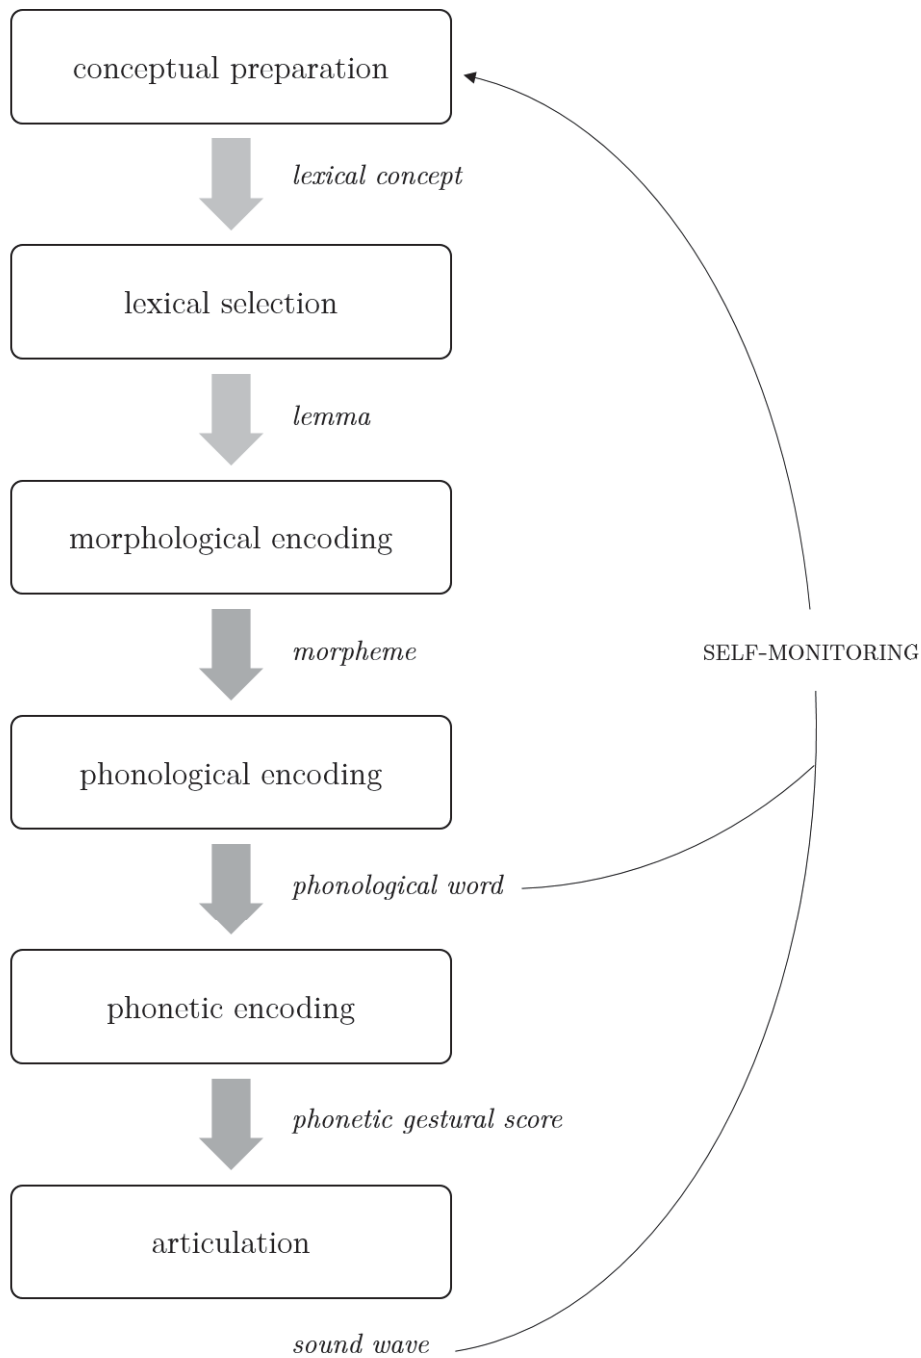 conceptual preparation
lexical concept
lexical selection
lemma
morphological encoding
morpheme
SELF-MONITORING
phonological encoding
phonological word
phonetic encoding
phonetic gestural score
articulation
sound wave